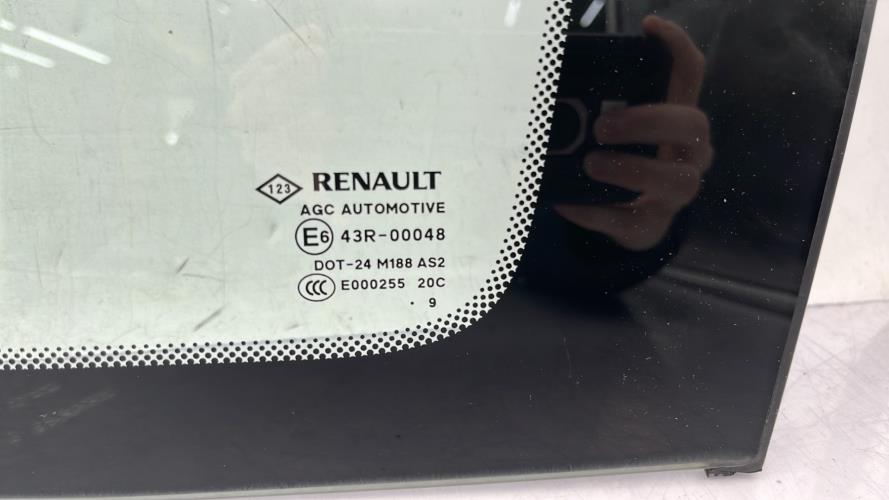 123 RENAULT
AGC AUTOMOTIVE
E6 43R-00048
DOT-24 M188 AS2
CCC E000255 20C
. 9